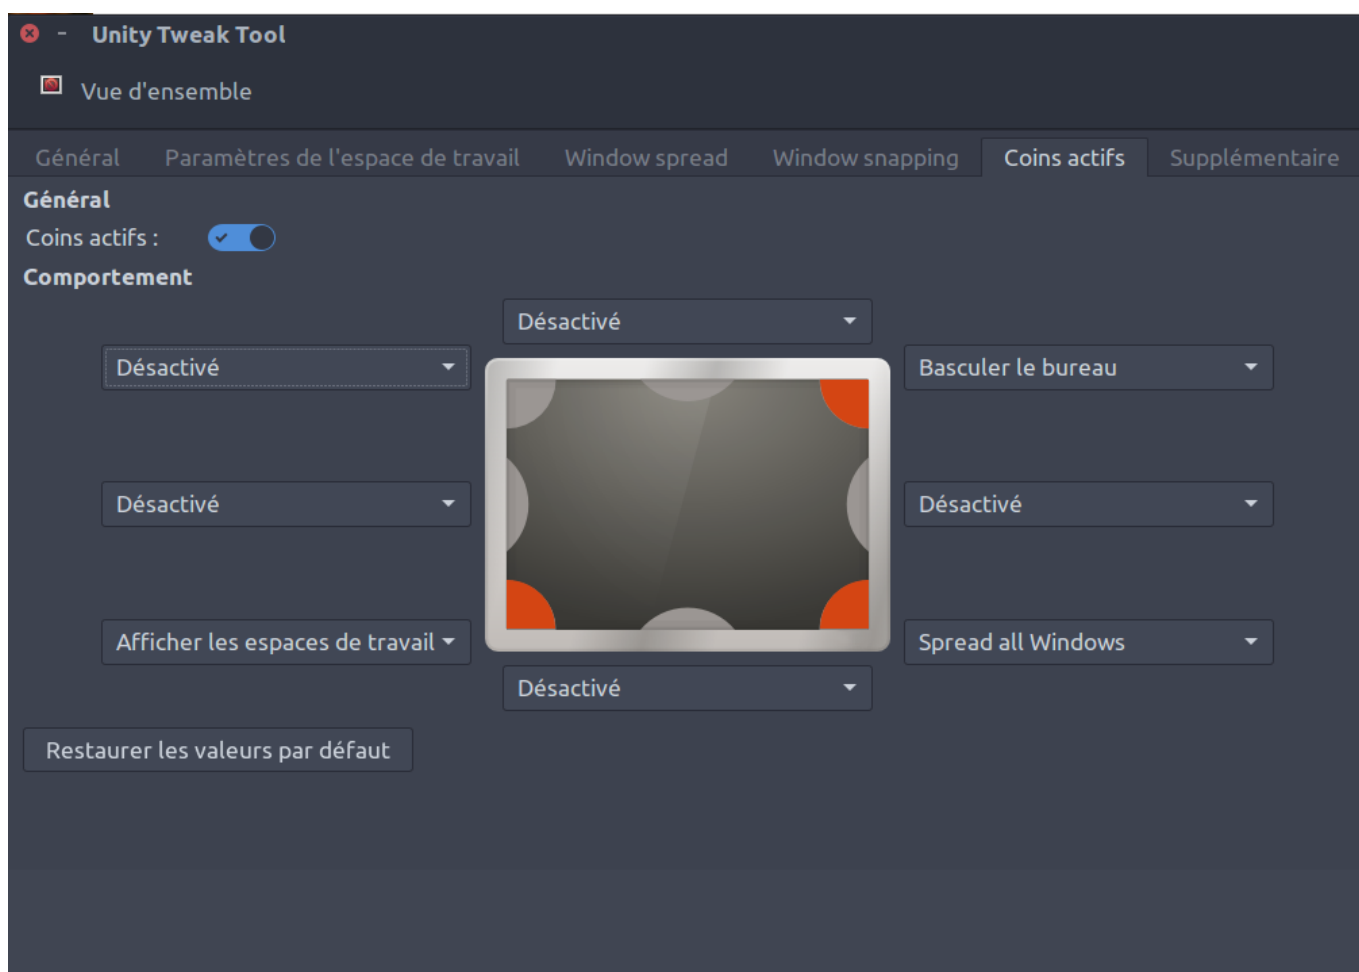 Unity Tweak Tool
Vue d'ensemble
Général Paramètres de l'espace de travail Window spread Window snapping Coins actifs Supplémentaire
Général
Coins actifs :
Comportement
Désactivé
Désactivé Basculer le bureau
Désactivé Désactivé
Afficher les espaces de travail Spread all Windows
Désactivé
Restaurer les valeurs par défaut